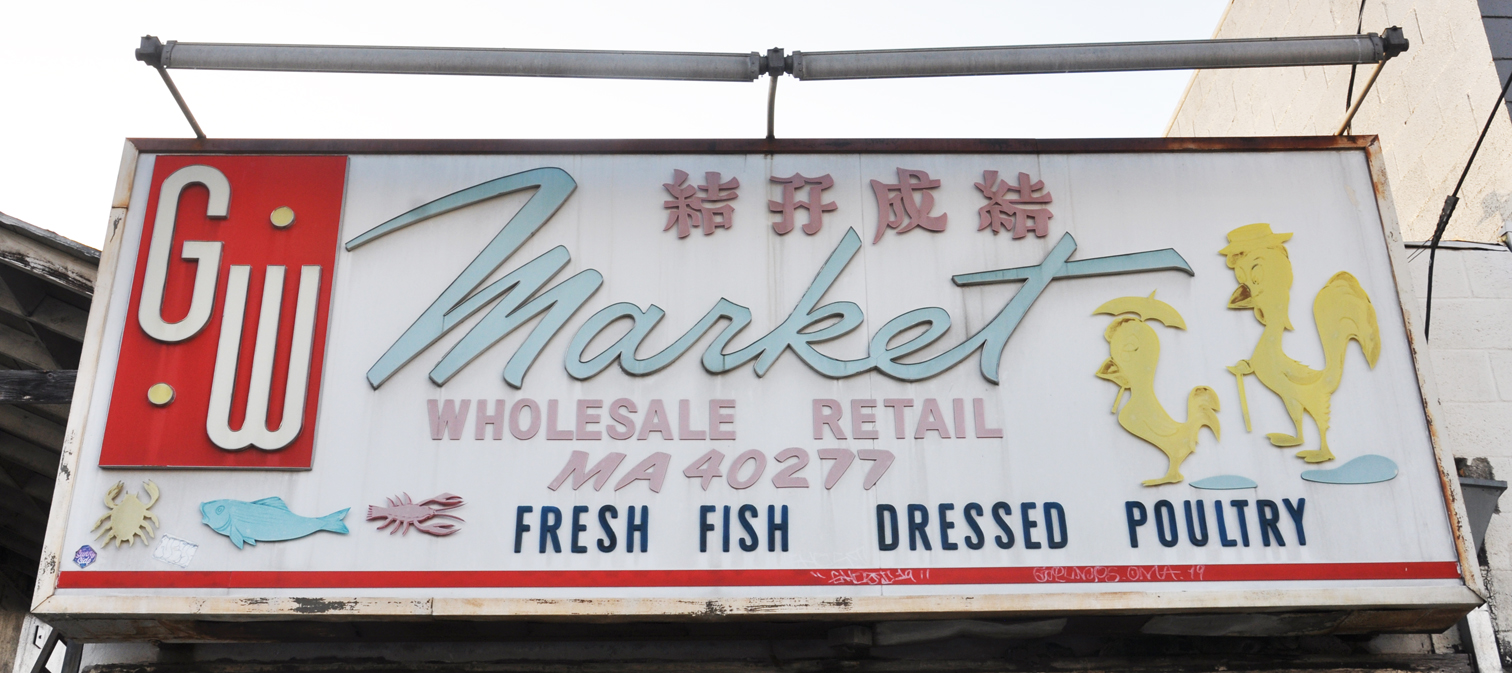 GW
結孖成結
Market
WHOLESALE RETAIL
MA 40277
FRESH FISH DRESSED POULTRY